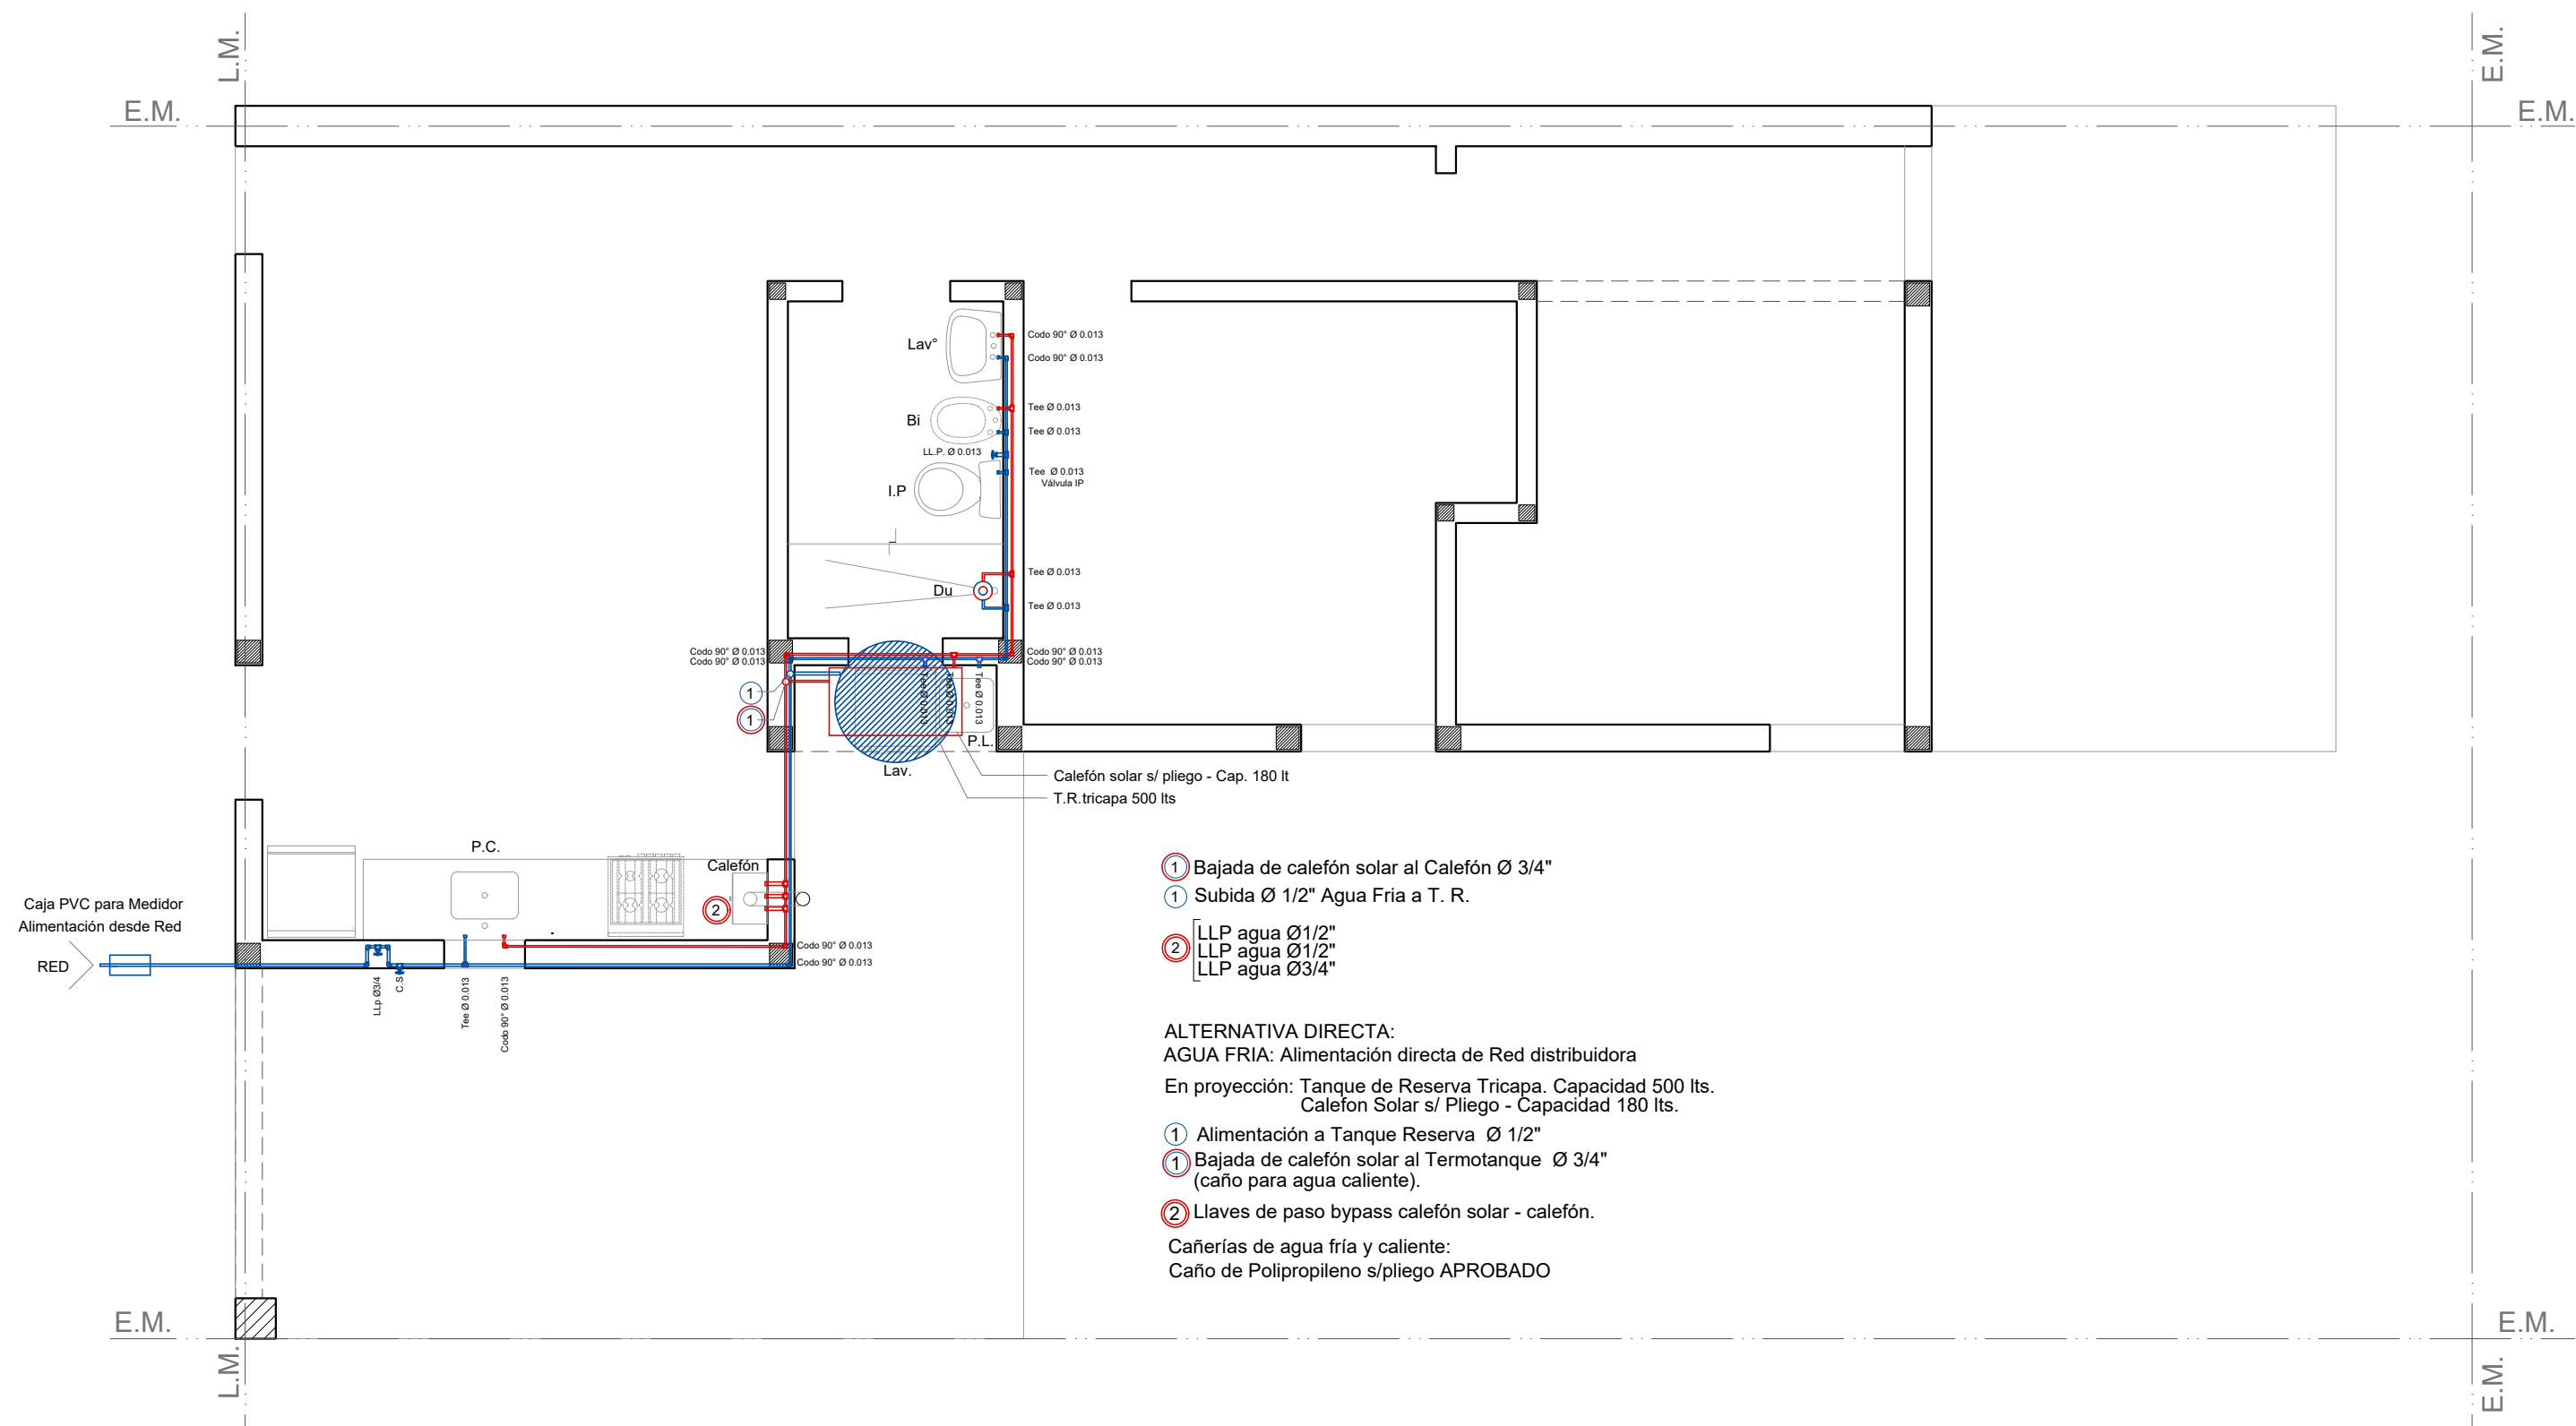 L.M.
E.M.
E.M.
E.M.
Lav°
Codo 90° Ø 0.013
Codo 90° Ø 0.013
Bi
Tee Ø 0.013
Tee Ø 0.013
LL.P. Ø 0.013
Tee Ø 0.013
Válvula IP
I.P
Tee Ø 0.013
Du
Tee Ø 0.013
Codo 90° Ø 0.013
Codo 90° Ø 0.013
Codo 90° Ø 0.013
Codo 90° Ø 0.013
1
1
Tee Ø 0.013
Tee Ø 0.013
Tee Ø 0.013
P.L.
Lav.
Calefón solar s/ pliego - Cap. 180 lt
T.R.tricapa 500 lts
P.C.
Calefón
2
Caja PVC para Medidor
Alimentación desde Red
RED
Codo 90° Ø 0.013
Codo 90° Ø 0.013
LLp Ø3/4
C.S
Tee Ø 0.013
Codo 90° Ø 0.013
1 Bajada de calefón solar al Calefón Ø 3/4"
1 Subida Ø 1/2" Agua Fria a T. R.
LLP agua Ø1/2"
2 LLP agua Ø1/2"
LLP agua Ø3/4"
ALTERNATIVA DIRECTA:
AGUA FRIA: Alimentación directa de Red distribuidora
En proyección: Tanque de Reserva Tricapa. Capacidad 500 lts.
Calefon Solar s/ Pliego - Capacidad 180 lts.
1 Alimentación a Tanque Reserva Ø 1/2"
1 Bajada de calefón solar al Termotanque Ø 3/4"
(caño para agua caliente).
2 Llaves de paso bypass calefón solar - calefón.
Cañerías de agua fría y caliente:
Caño de Polipropileno s/pliego APROBADO
E.M.
E.M.
L.M.
E.M.